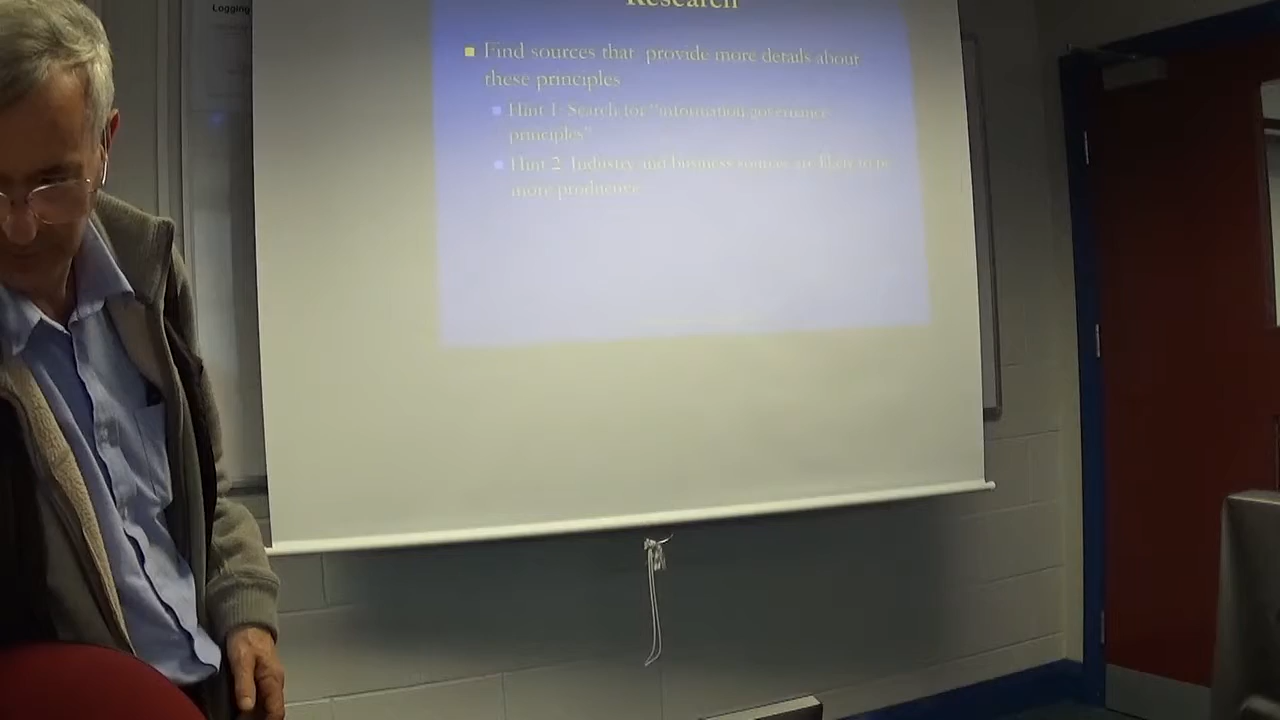 Logging
Research
Find sources that provide more details about
these principles
Hint 1 Search for "information governance
principles"
Hint 2 Industry and business sources are likely to be
more productive